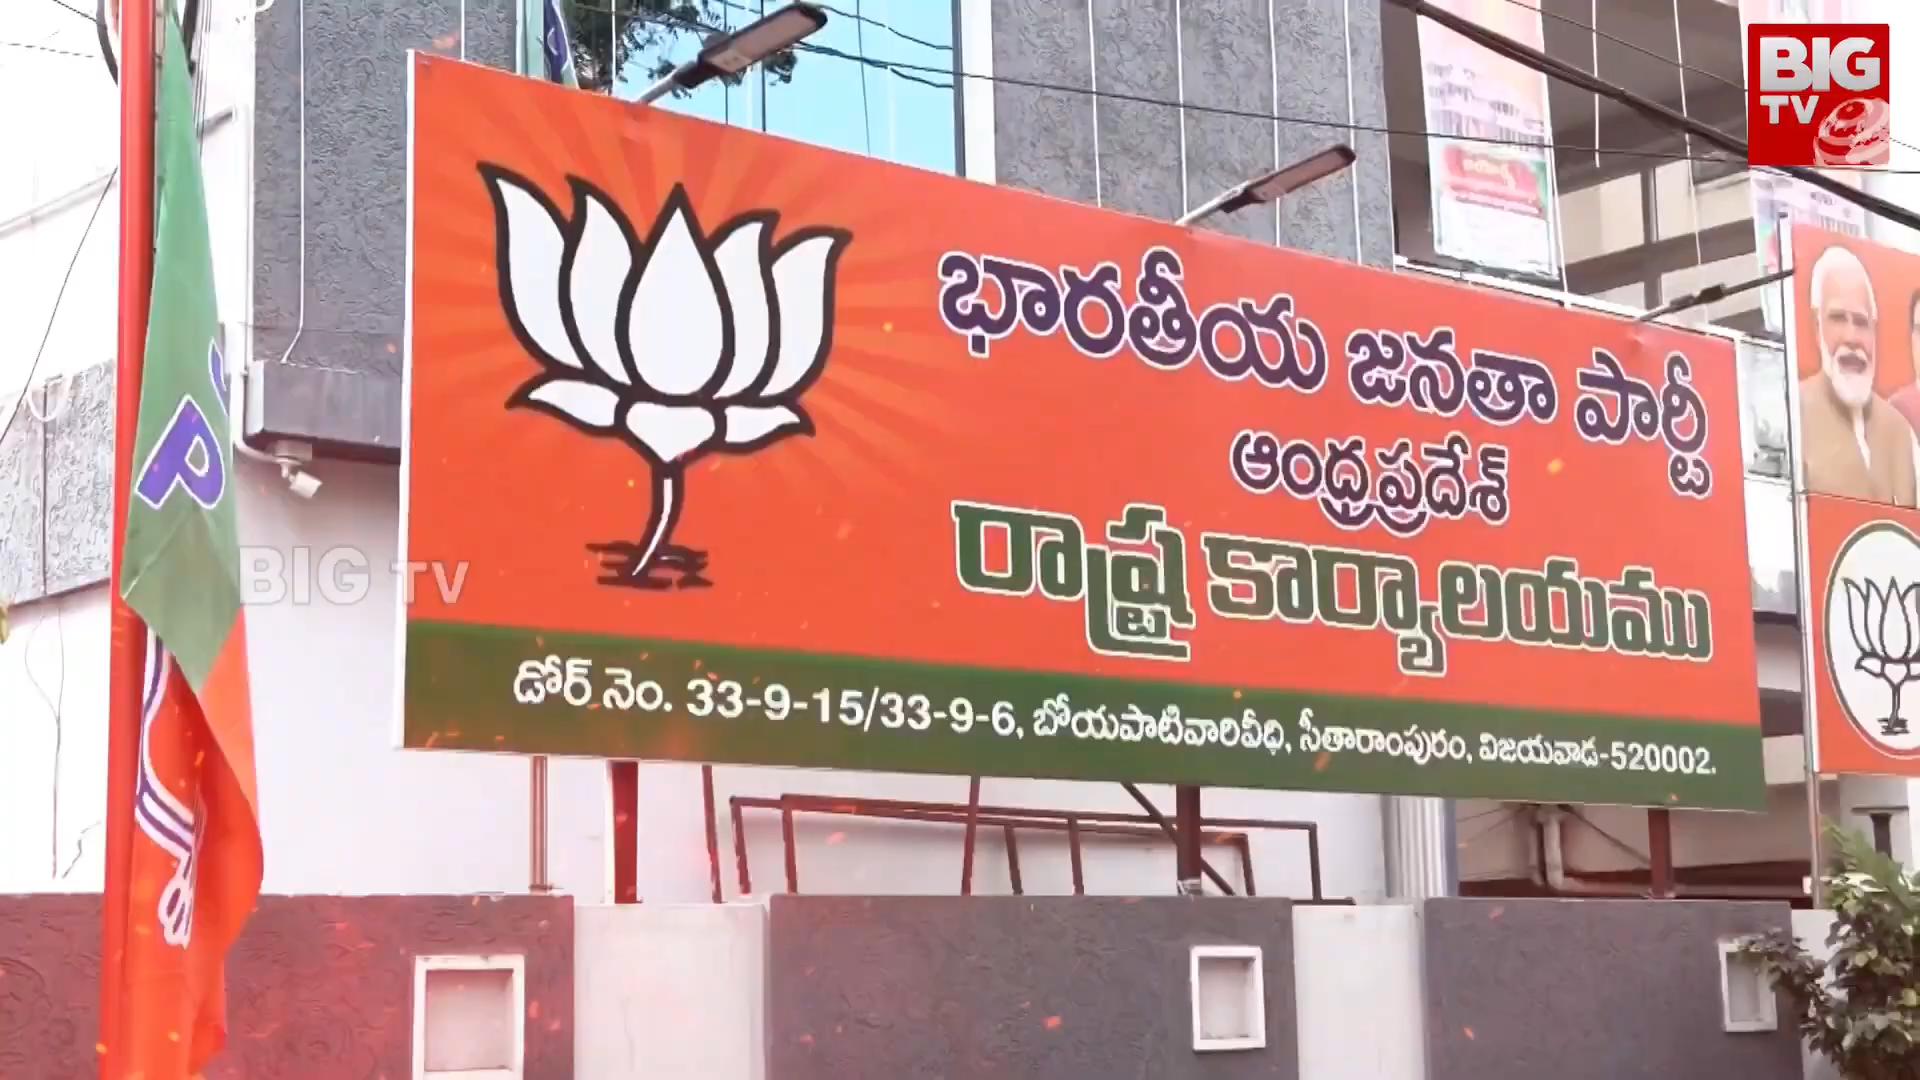 BIG
TV
భారతీయ జనతా పార్టీ
ఆంధ్రప్రదేశ్
రాష్ట్ర కార్యాలయము
డోర్ నెం. 33-9-15/33-9-6, బోయపాటివారివీధి, సీతారాంపురం, విజయవాడ-520002.
P
BIG TV